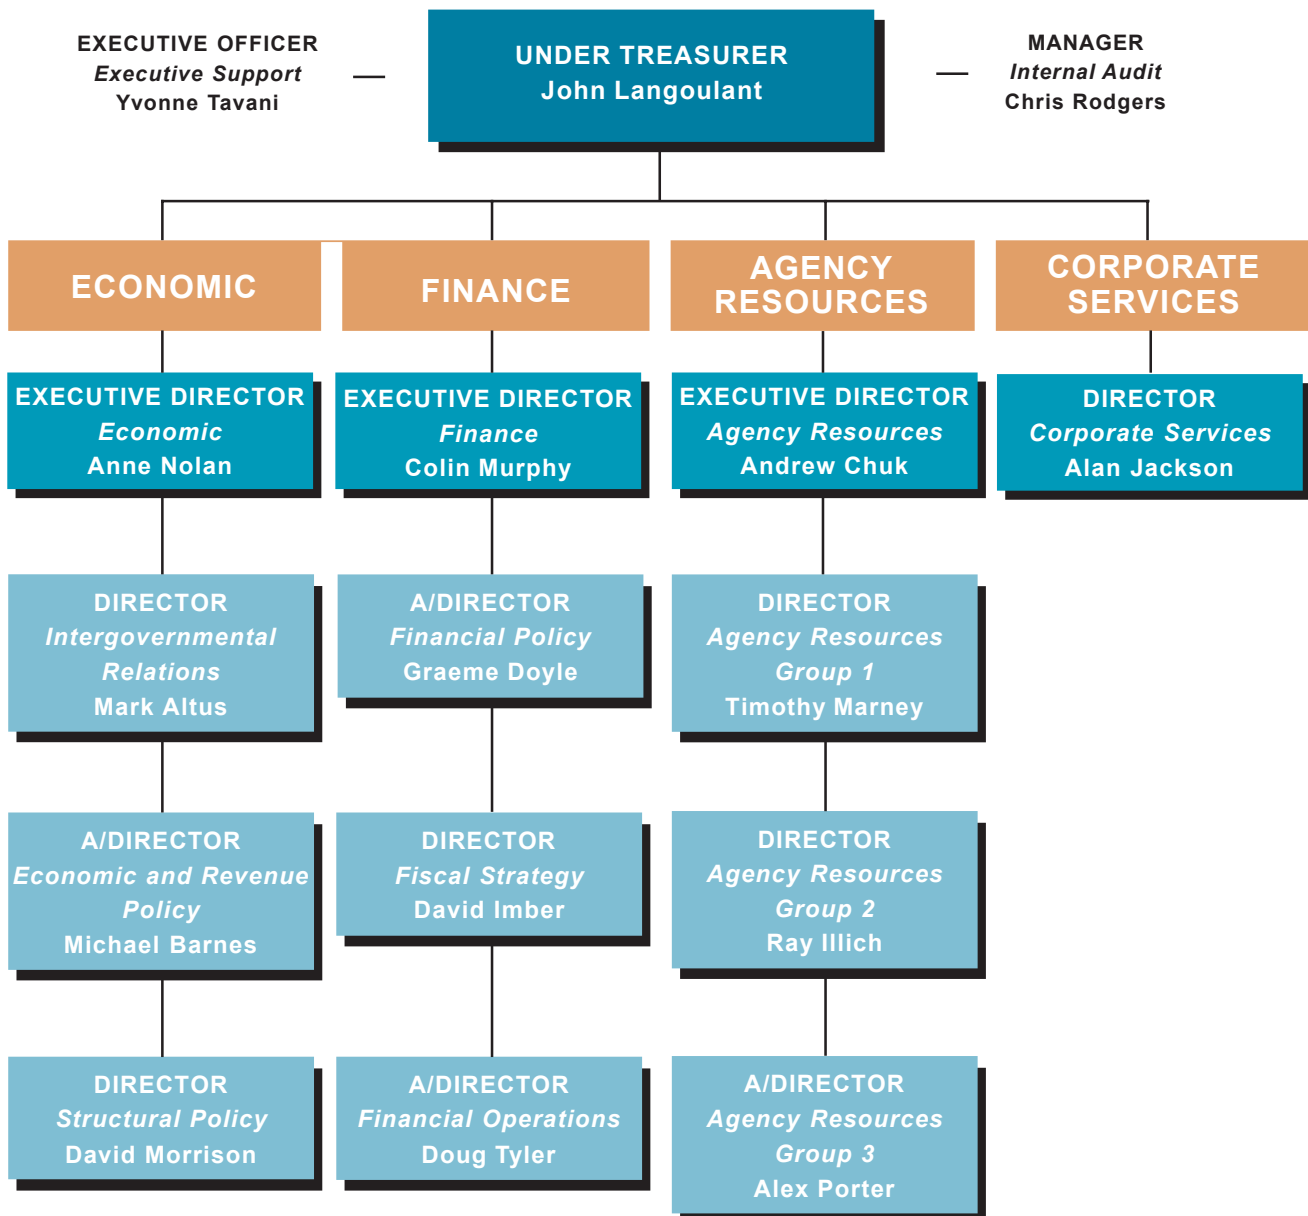 EXECUTIVE OFFICER
Executive Support
Yvonne Tavani
—
UNDER TREASURER
John Langoulant
—
MANAGER
Internal Audit
Chris Rodgers
ECONOMIC
EXECUTIVE DIRECTOR
Economic
Anne Nolan
DIRECTOR
Intergovernmental
Relations
Mark Altus
A/DIRECTOR
Economic and Revenue
Policy
Michael Barnes
DIRECTOR
Structural Policy
David Morrison
FINANCE
EXECUTIVE DIRECTOR
Finance
Colin Murphy
A/DIRECTOR
Financial Policy
Graeme Doyle
DIRECTOR
Fiscal Strategy
David Imber
A/DIRECTOR
Financial Operations
Doug Tyler
AGENCY
RESOURCES
EXECUTIVE DIRECTOR
Agency Resources
Andrew Chuk
DIRECTOR
Agency Resources
Group 1
Timothy Marney
DIRECTOR
Agency Resources
Group 2
Ray Illich
A/DIRECTOR
Agency Resources
Group 3
Alex Porter
CORPORATE
SERVICES
DIRECTOR
Corporate Services
Alan Jackson